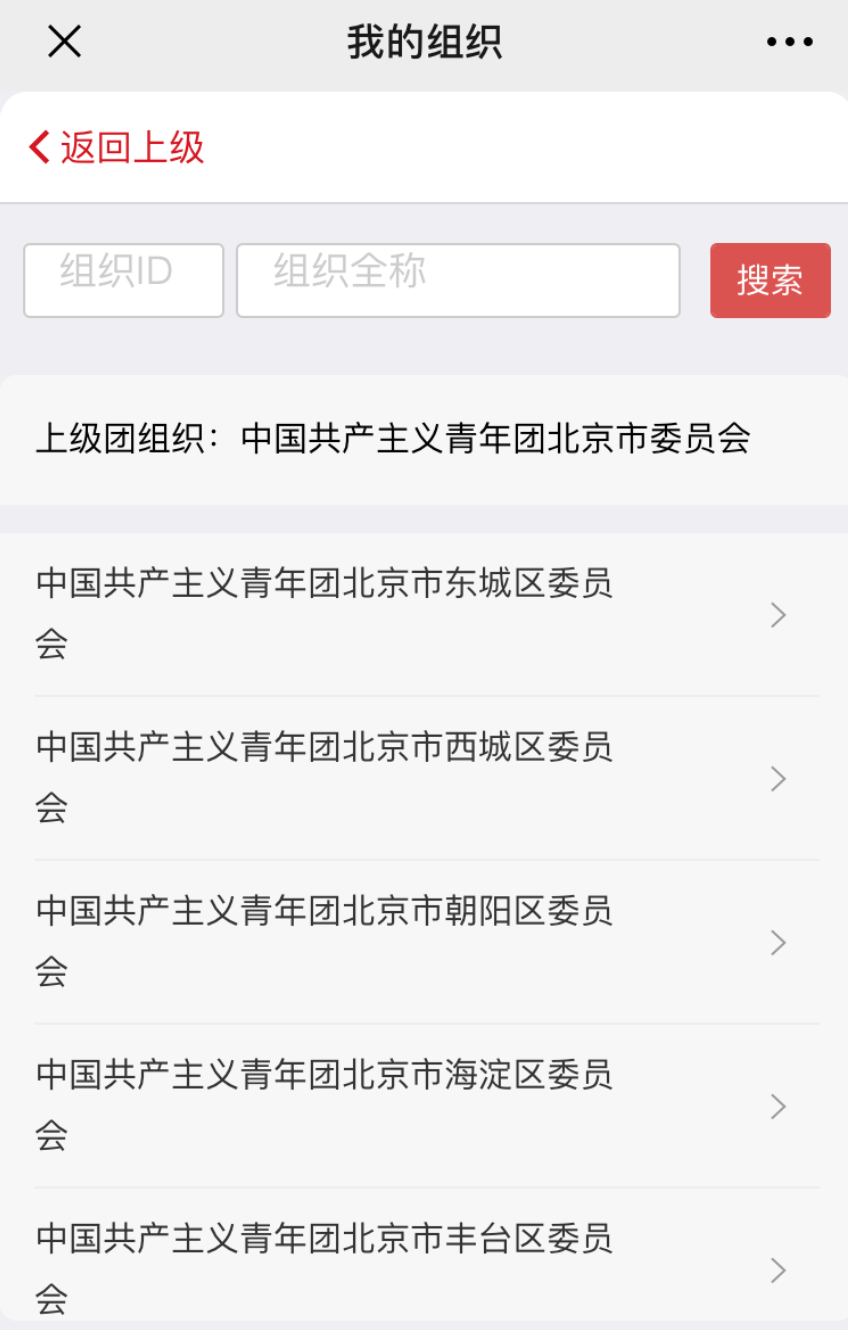 我的组织
返回上级
组织ID 组织全称 搜索
上级团组织：中国共产主义青年团北京市委员会
中国共产主义青年团北京市东城区委员
会
中国共产主义青年团北京市西城区委员
会
中国共产主义青年团北京市朝阳区委员
会
中国共产主义青年团北京市海淀区委员
会
中国共产主义青年团北京市丰台区委员
会